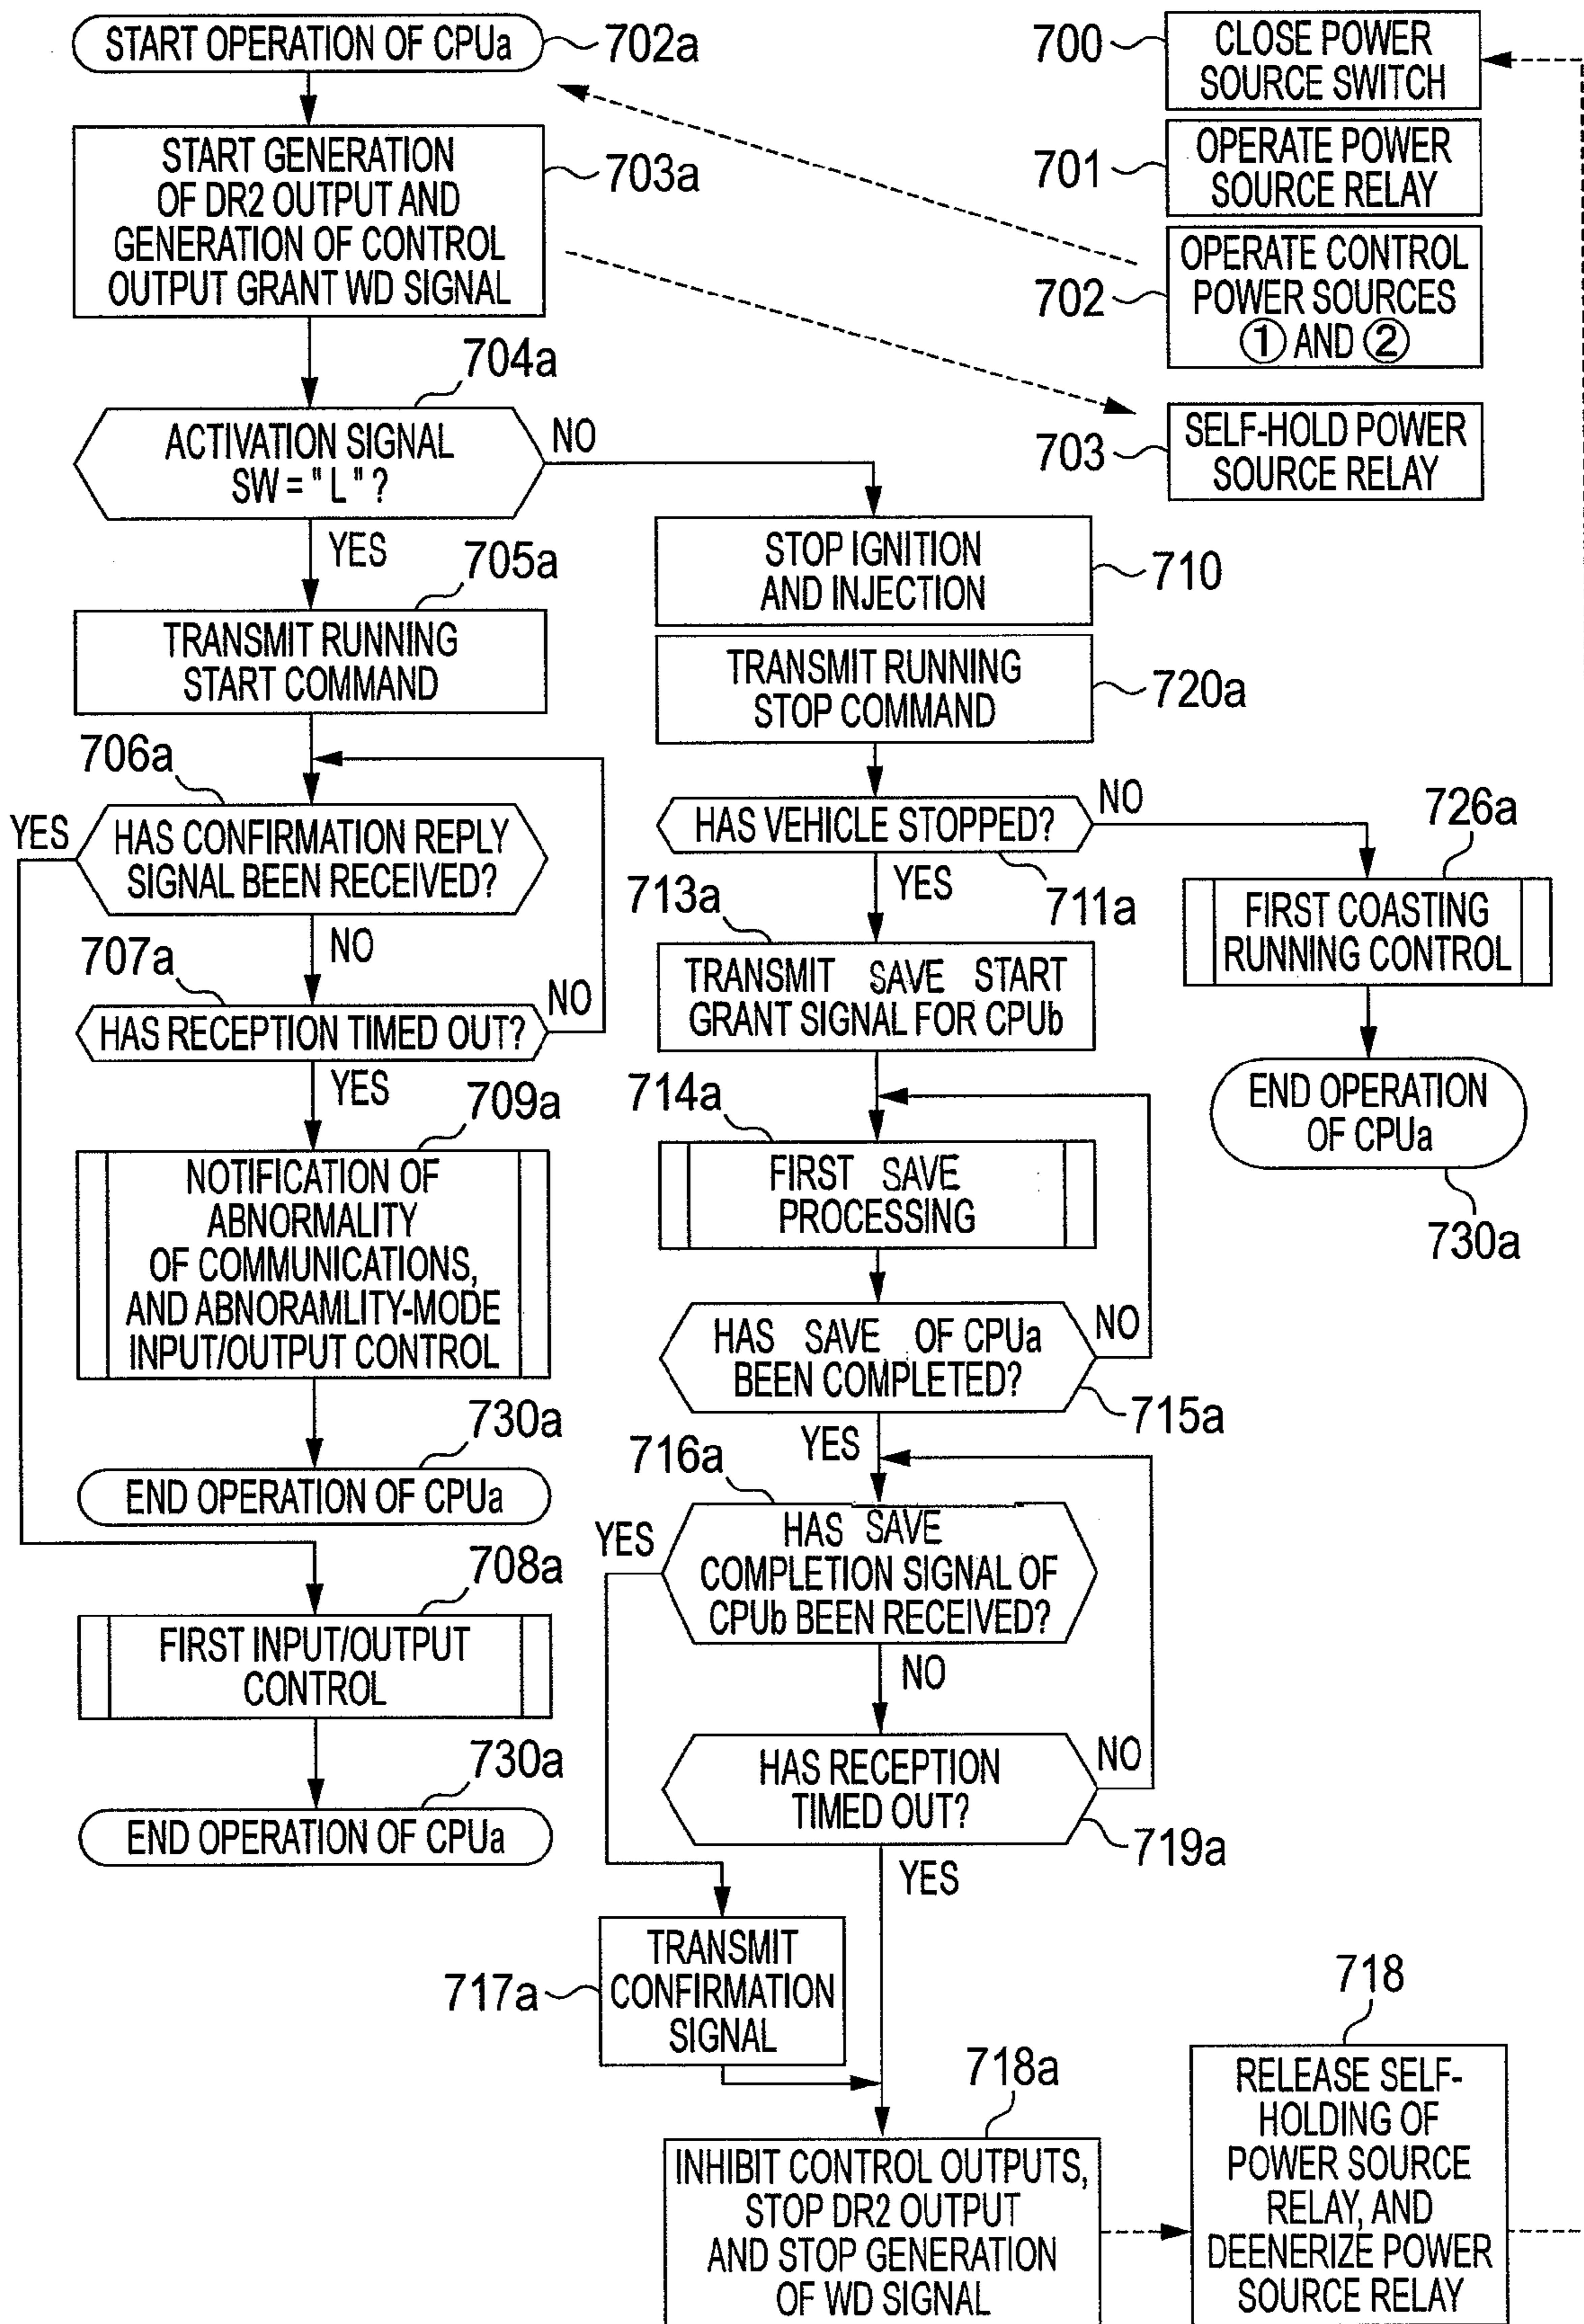 START OPERATION OF CPUa
702a
START GENERATION
OF DR2 OUTPUT AND
GENERATION OF CONTROL
OUTPUT GRANT WD SIGNAL
703a
700
CLOSE POWER
SOURCE SWITCH
701
OPERATE POWER
SOURCE RELAY
702
OPERATE CONTROL
POWER SOURCES
① AND ②
703
SELF-HOLD POWER
SOURCE RELAY
704a
ACTIVATION SIGNAL
SW = " L " ?
NO
YES
705a
TRANSMIT RUNNING
START COMMAND
706a
YES
HAS CONFIRMATION REPLY
SIGNAL BEEN RECEIVED?
NO
707a
HAS RECEPTION TIMED OUT?
NO
YES
709a
NOTIFICATION OF
ABNORMALITY
OF COMMUNICATIONS,
AND ABNORAMLITY-MODE
INPUT/OUTPUT CONTROL
730a
END OPERATION OF CPUa
708a
FIRST INPUT/OUTPUT
CONTROL
730a
END OPERATION OF CPUa
STOP IGNITION
AND INJECTION
710
TRANSMIT RUNNING
STOP COMMAND
720a
HAS VEHICLE STOPPED?
NO
YES
711a
726a
FIRST COASTING
RUNNING CONTROL
END OPERATION
OF CPUa
730a
713a
TRANSMIT SAVE START
GRANT SIGNAL FOR CPUb
714a
FIRST SAVE
PROCESSING
HAS SAVE OF CPUa
BEEN COMPLETED?
NO
715a
YES
716a
YES
HAS SAVE
COMPLETION SIGNAL OF
CPUb BEEN RECEIVED?
NO
HAS RECEPTION
TIMED OUT?
NO
719a
YES
717a
TRANSMIT
CONFIRMATION
SIGNAL
718a
INHIBIT CONTROL OUTPUTS,
STOP DR2 OUTPUT
AND STOP GENERATION
OF WD SIGNAL
718
RELEASE SELF-
HOLDING OF
POWER SOURCE
RELAY, AND
DEENERIZE POWER
SOURCE RELAY